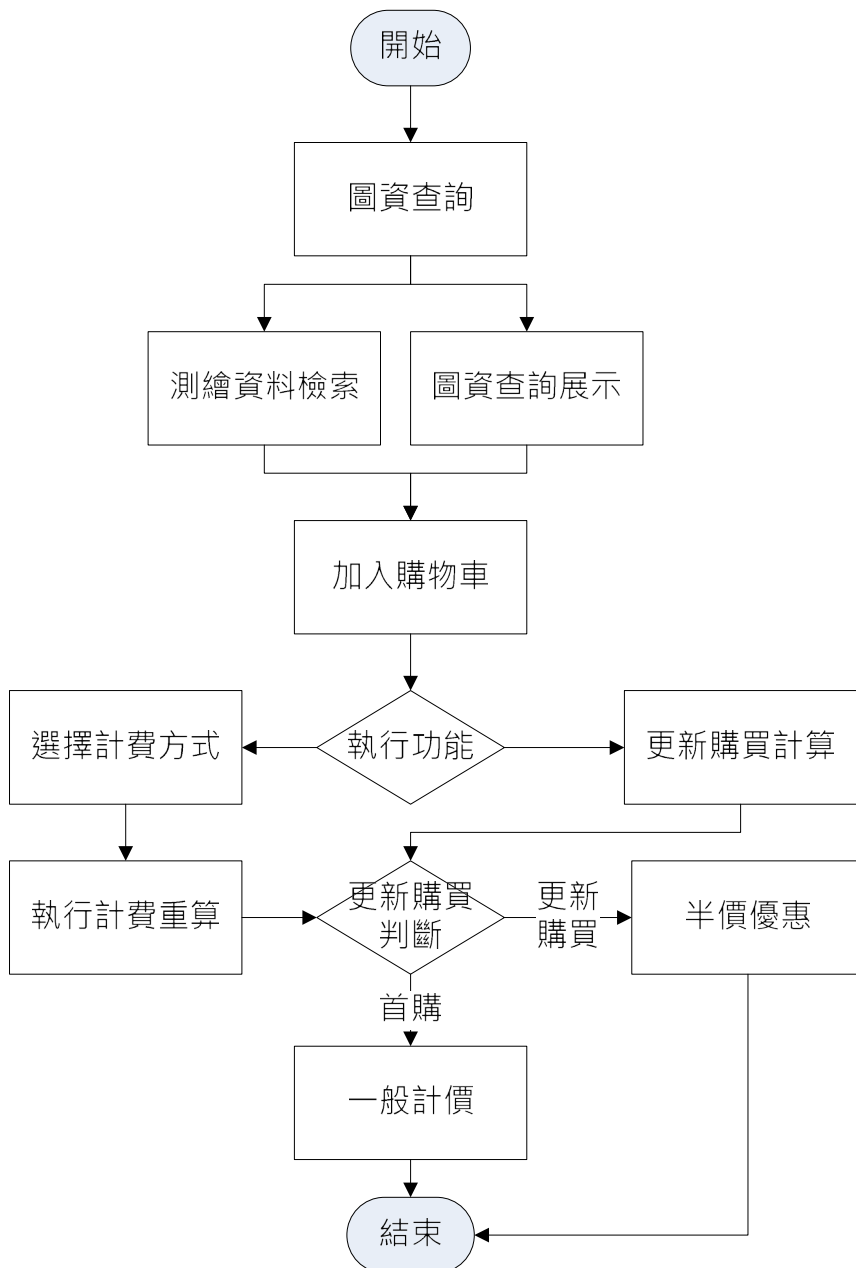 開始
圖資查詢
測繪資料檢索
圖資查詢展示
加入購物車
選擇計費方式
執行功能
更新購買計算
執行計費重算
更新購買
判斷
更新
購買
半價優惠
首購
一般計價
結束